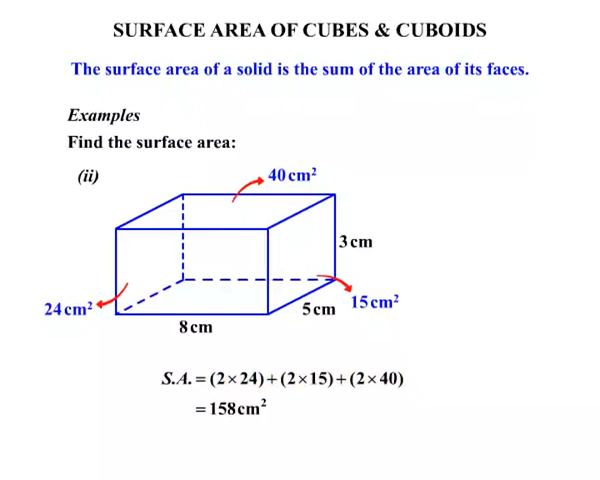 SURFACE AREA OF CUBES & CUBOIDS
The surface area of a solid is the sum of the area of its faces.
Examples
Find the surface area:
(ii)
40 cm²
3 cm
24 cm²
5 cm
15 cm²
8 cm
S.A. = (2 × 24) + (2 × 15) + (2 × 40)
= 158 cm²